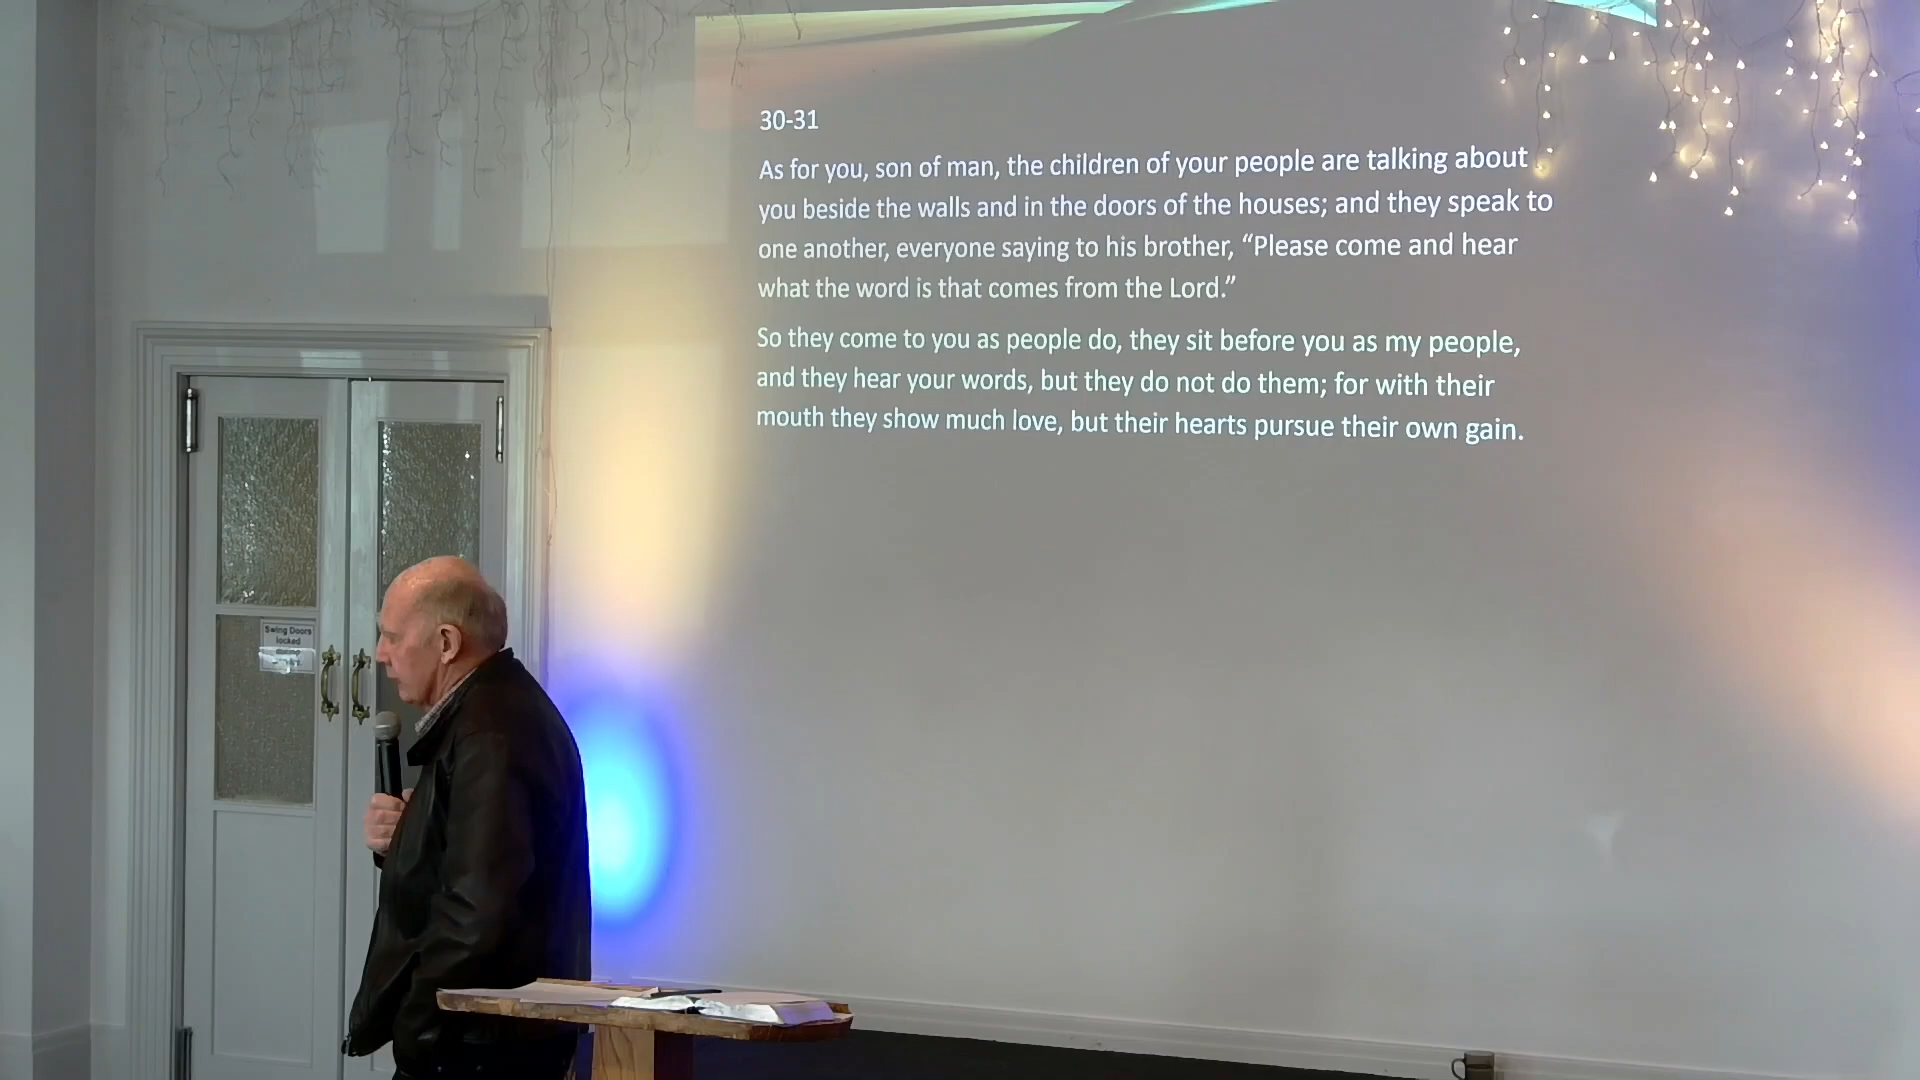 30-31
As for you, son of man, the children of your people are talking about
you beside the walls and in the doors of the houses; and they speak to
one another, everyone saying to his brother, “Please come and hear
what the word is that comes from the Lord.”
So they come to you as people do, they sit before you as my people,
and they hear your words, but they do not do them; for with their
mouth they show much love, but their hearts pursue their own gain.
Swing Doors
locked